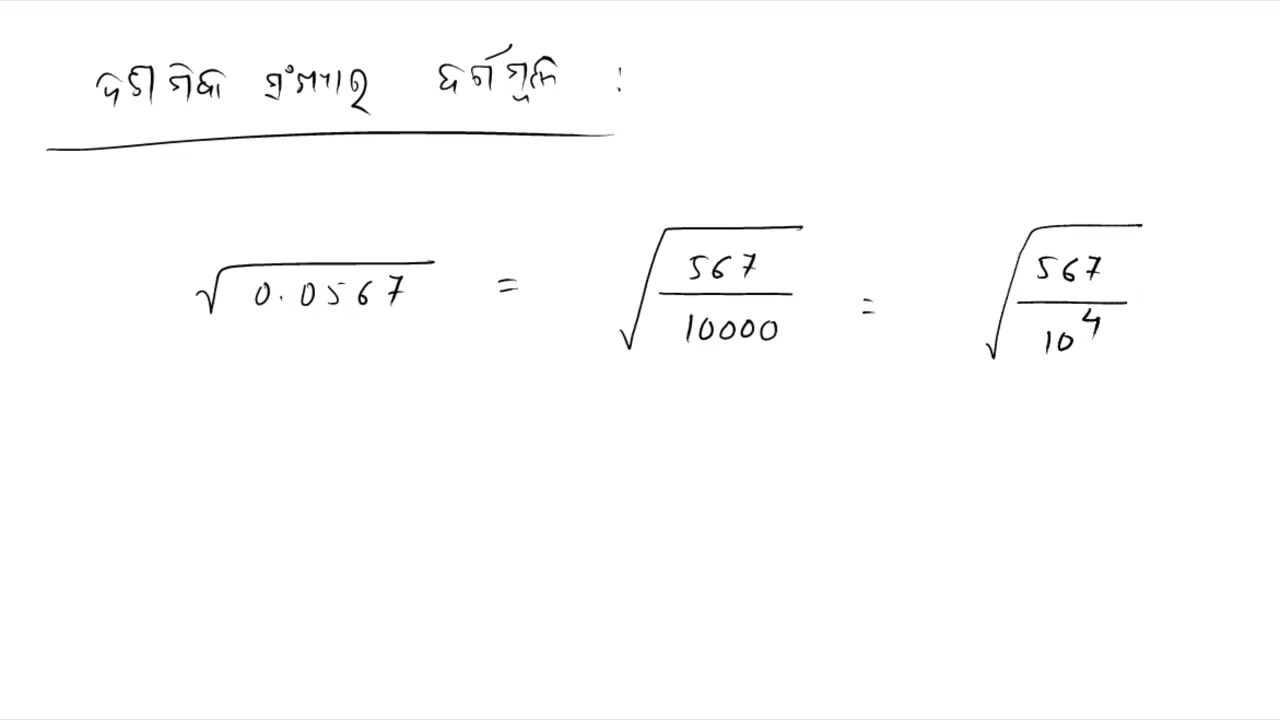 ଦଶମିକ ସଂଖ୍ୟାର ବର୍ଗମୂଳ :
√0.0567 = √(567/10000) = √(567/10⁴)